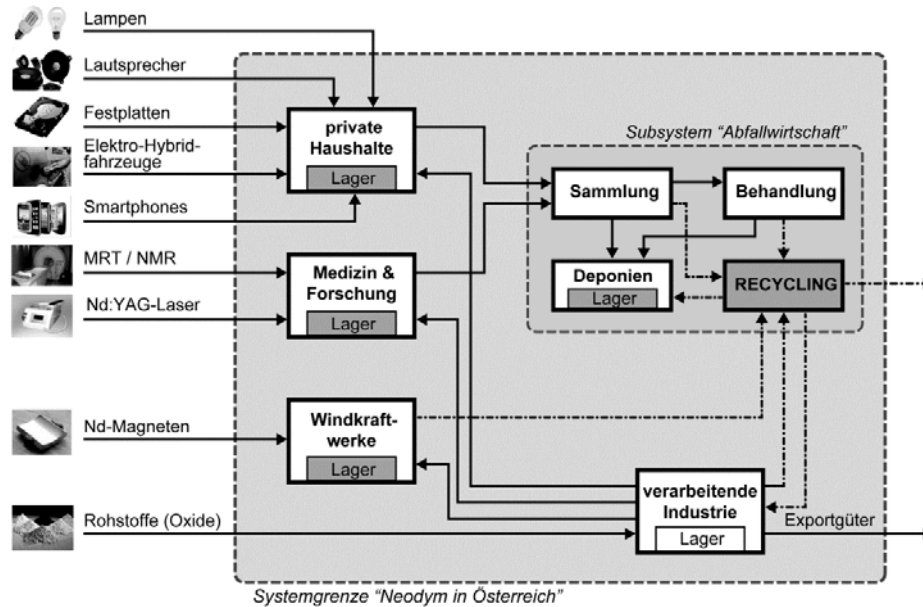 Lampen
Lautsprecher
Festplatten
Elektro-Hybrid-
fahrzeuge
Smartphones
MRT / NMR
Nd:YAG-Laser
Nd-Magneten
Rohstoffe (Oxide)
private
Haushalte
Lager
Medizin &
Forschung
Lager
Windkraft-
werke
Lager
Subsystem “Abfallwirtschaft”
Sammlung
Behandlung
Deponien
Lager
RECYCLING
verarbeitende
Industrie
Lager
Exportgüter
Systemgrenze “Neodym in Österreich”